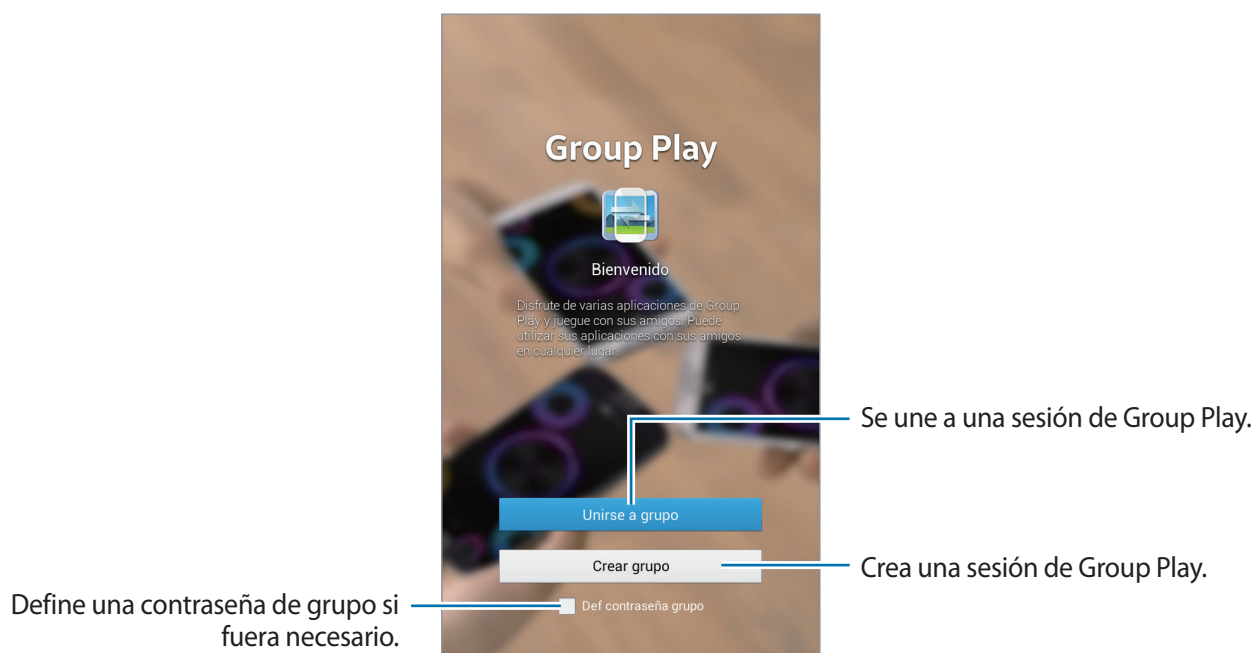 Group Play
Bienvenido
Disfrute de varias aplicaciones de Group
Play y juegue con sus amigos. Puede
utilizar sus aplicaciones con sus amigos
en cualquier lugar.
Se une a una sesión de Group Play.
Unirse a grupo
Crear grupo
Crea una sesión de Group Play.
Define una contraseña de grupo si
fuera necesario.
Def contraseña grupo